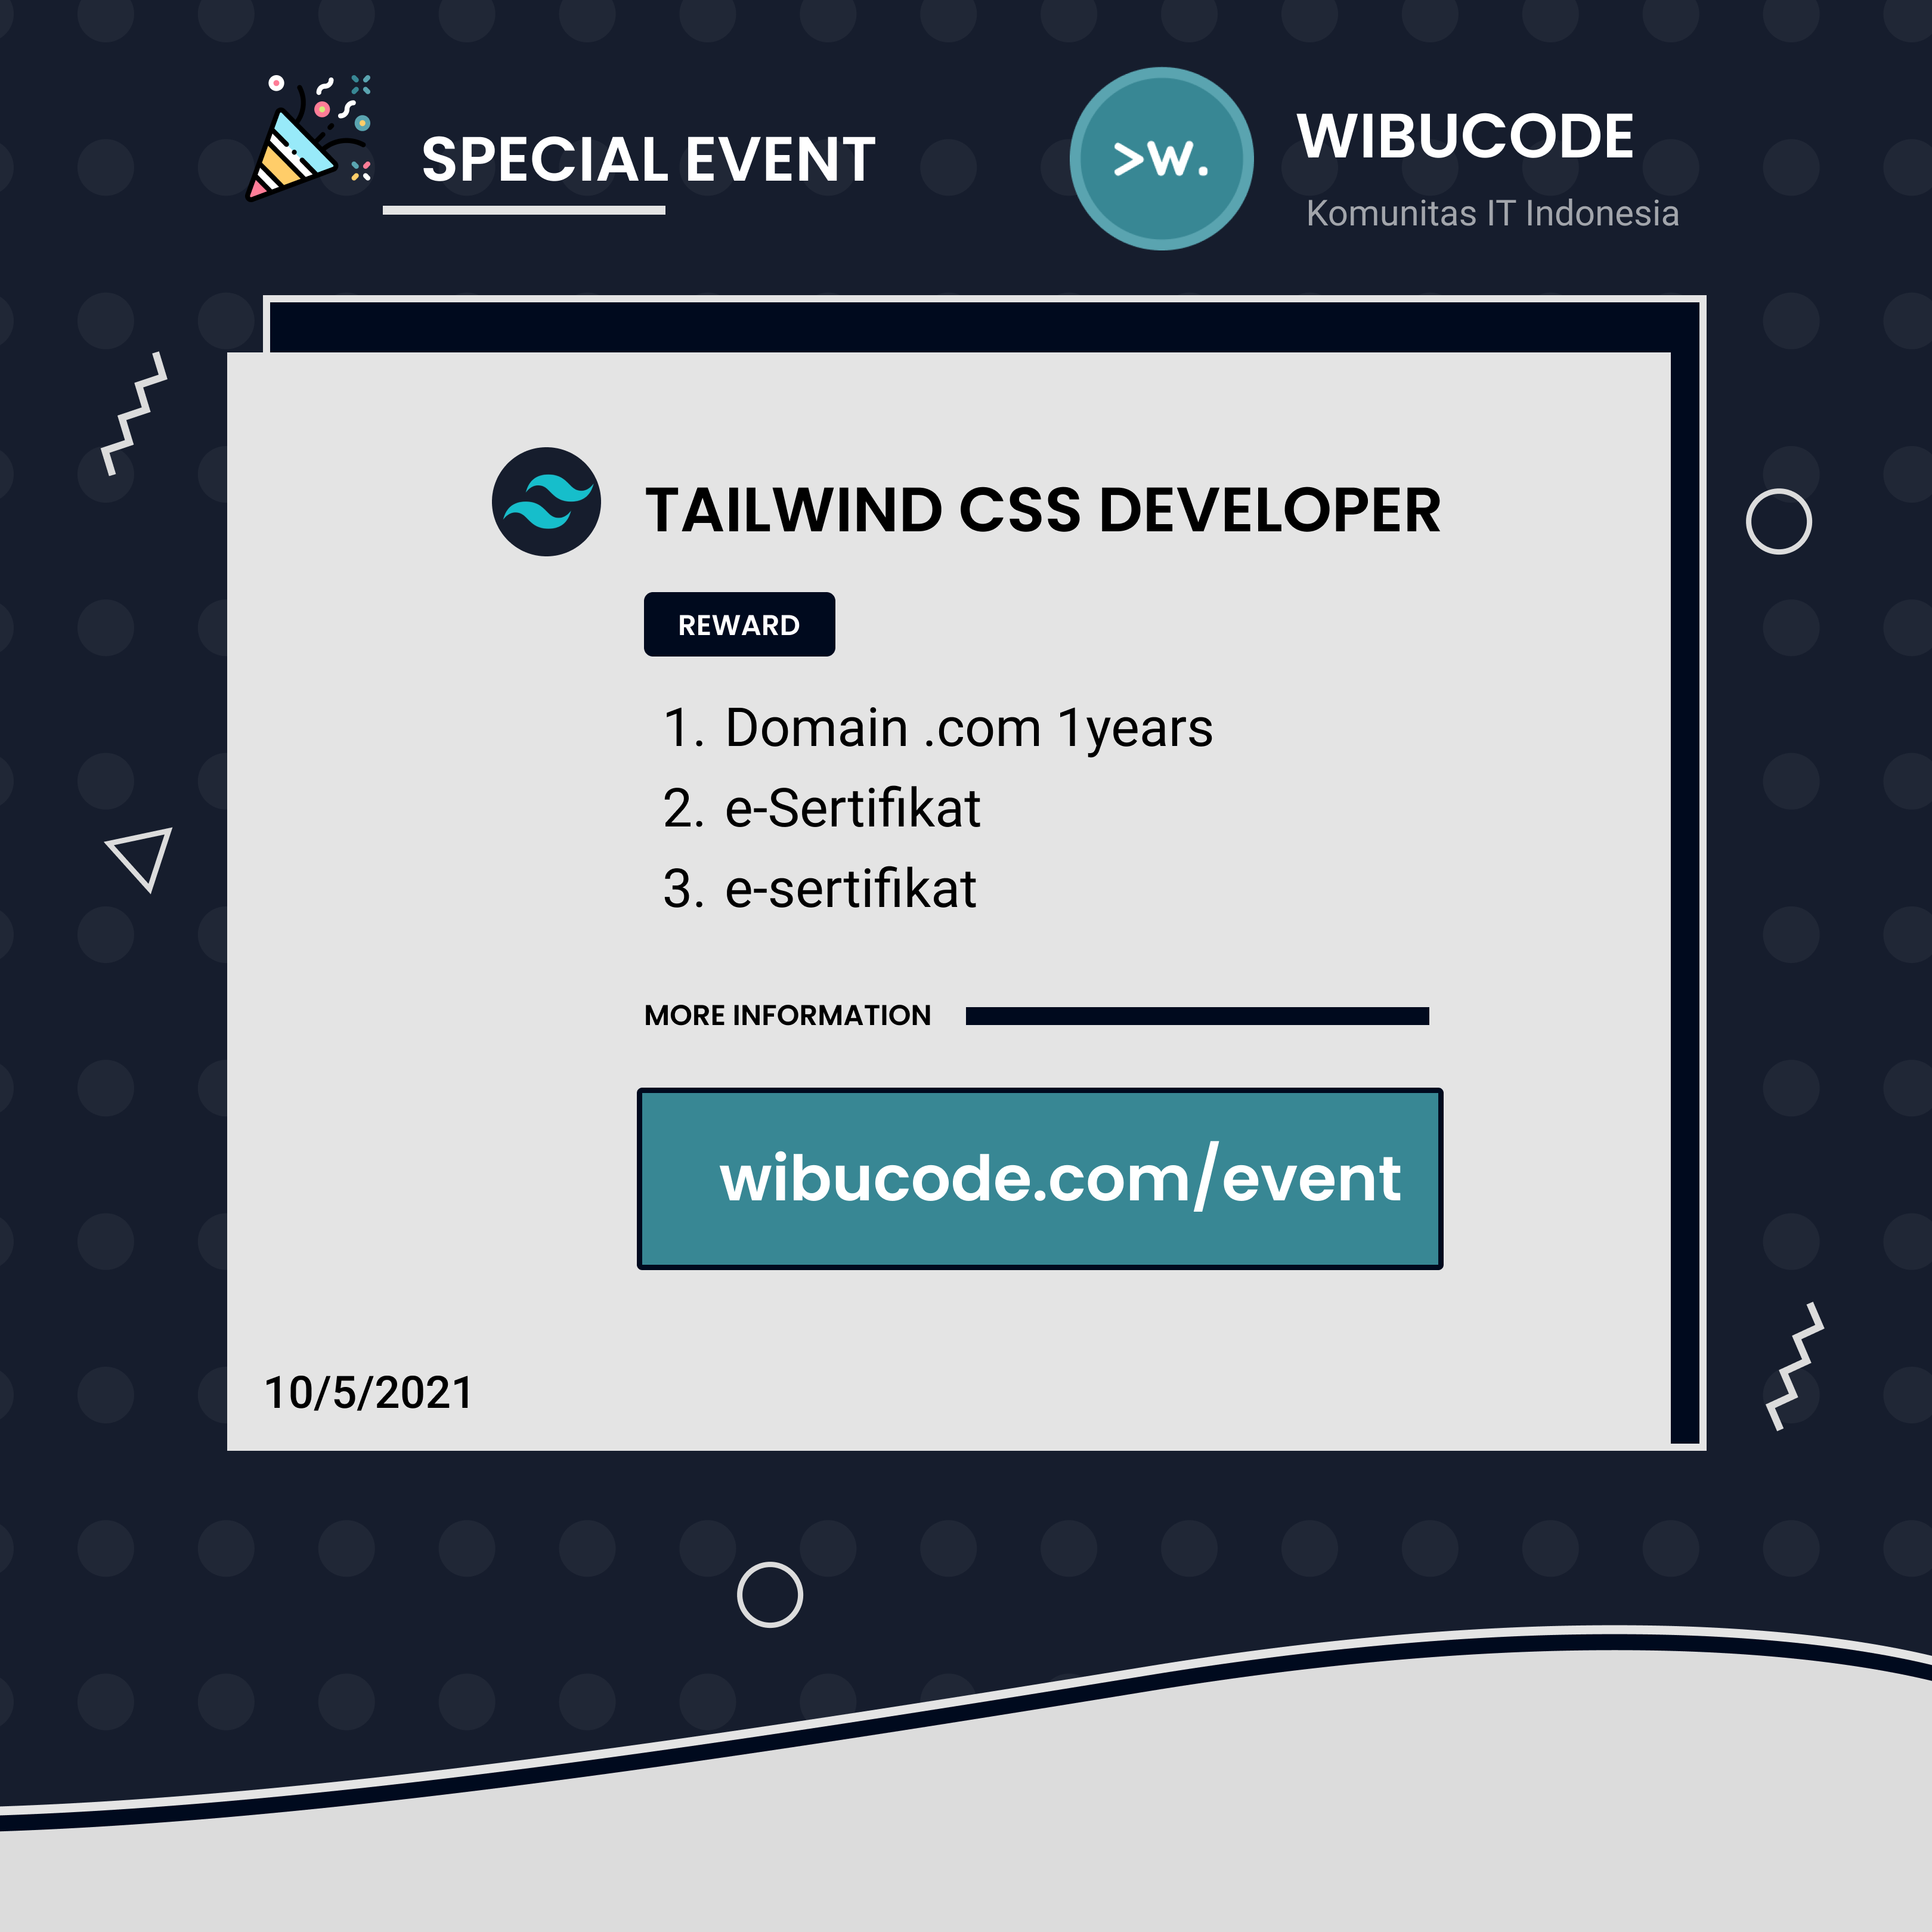 SPECIAL EVENT
>w.
WIBUCODE
Komunitas IT Indonesia
TAILWIND CSS DEVELOPER
REWARD
1. Domain .com 1years
2. e-Sertifikat
3. e-sertifikat
MORE INFORMATION
wibucode.com/event
10/5/2021